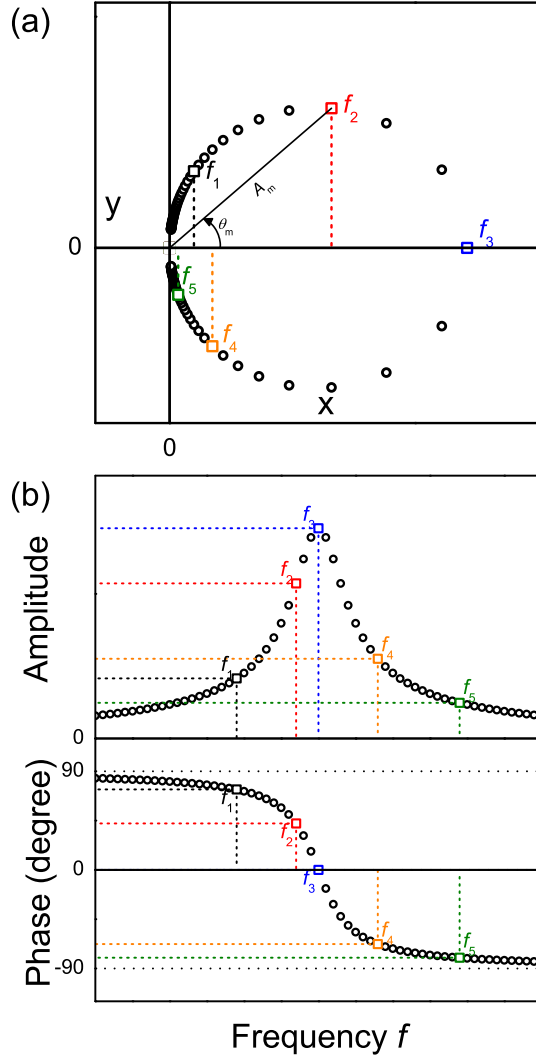 (a)
f2
f1
Am
y
θm
0
f3
f5
f4
x
0
(b)
f3
Amplitude
f2
f4
f1
f5
0
90
f1
f2
Phase (degree)
0
f3
f4
f5
-90
Frequency f